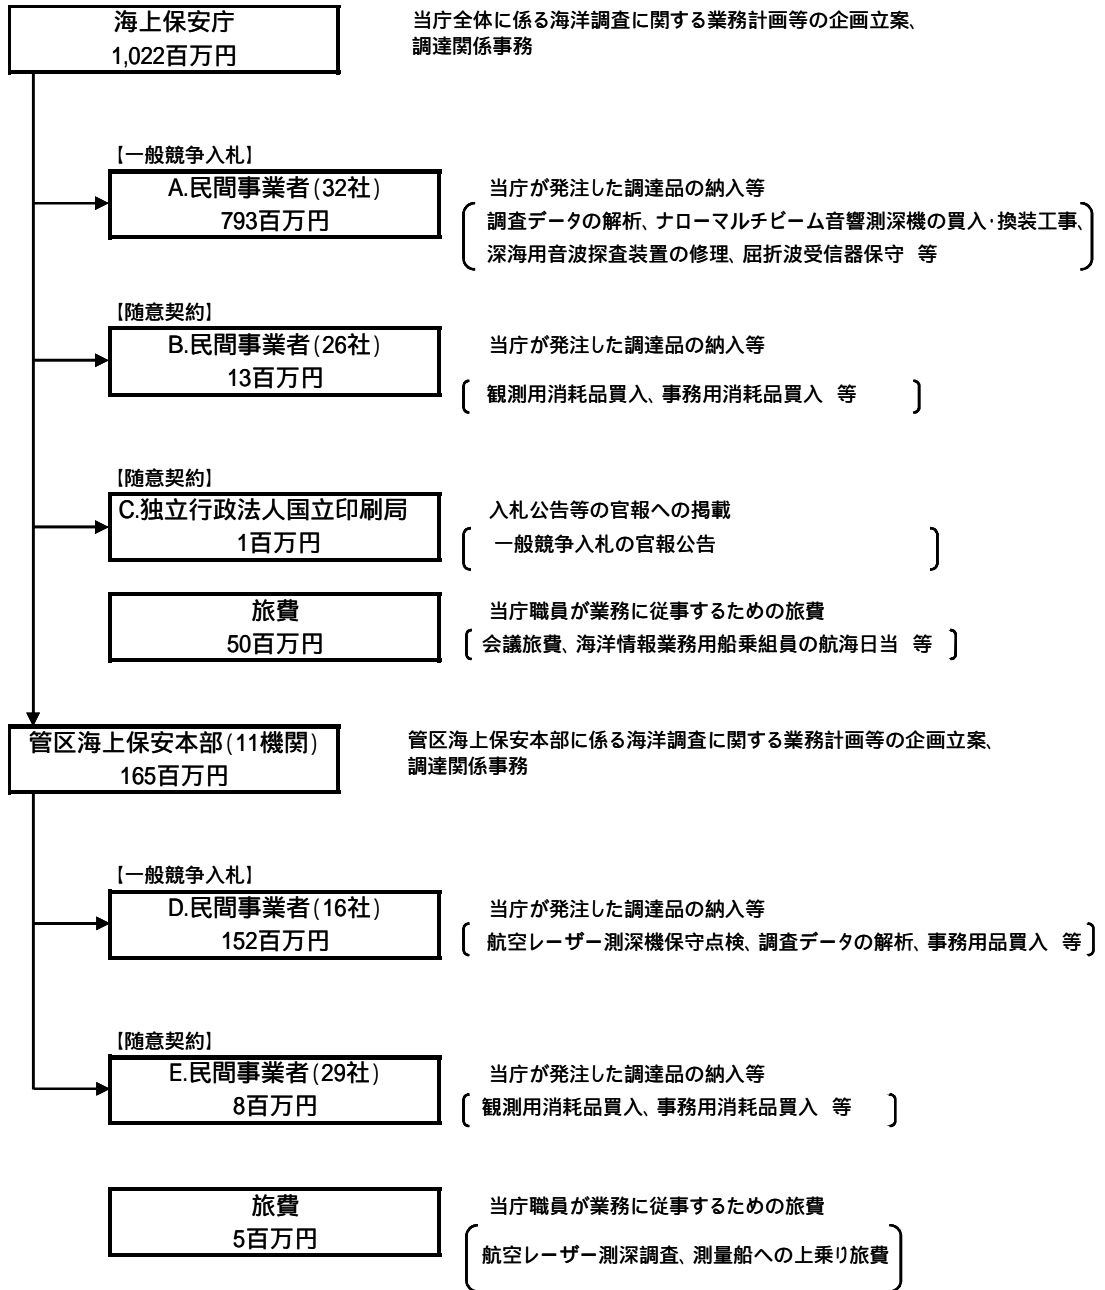 海上保安庁
1,022百万円
当庁全体に係る海洋調査に関する業務計画等の企画立案、
調達関係事務
【一般競争入札】
A.民間事業者(32社)
793百万円
当庁が発注した調達品の納入等
調査データの解析、ナローマルチビーム音響測深機の買入・換装工事、
深海用音波探査装置の修理、屈折波受信器保守 等
【随意契約】
B.民間事業者(26社)
13百万円
当庁が発注した調達品の納入等
観測用消耗品買入、事務用消耗品買入 等
【随意契約】
C.独立行政法人国立印刷局
1百万円
入札公告等の官報への掲載
一般競争入札の官報公告
旅費
50百万円
当庁職員が業務に従事するための旅費
会議旅費、海洋情報業務用船乗組員の航海日当 等
管区海上保安本部(11機関)
165百万円
管区海上保安本部に係る海洋調査に関する業務計画等の企画立案、
調達関係事務
【一般競争入札】
D.民間事業者(16社)
152百万円
当庁が発注した調達品の納入等
航空レーザー測深機保守点検、調査データの解析、事務用品買入 等
【随意契約】
E.民間事業者(29社)
8百万円
当庁が発注した調達品の納入等
観測用消耗品買入、事務用消耗品買入 等
旅費
5百万円
当庁職員が業務に従事するための旅費
航空レーザー測深調査、測量船への上乗り旅費